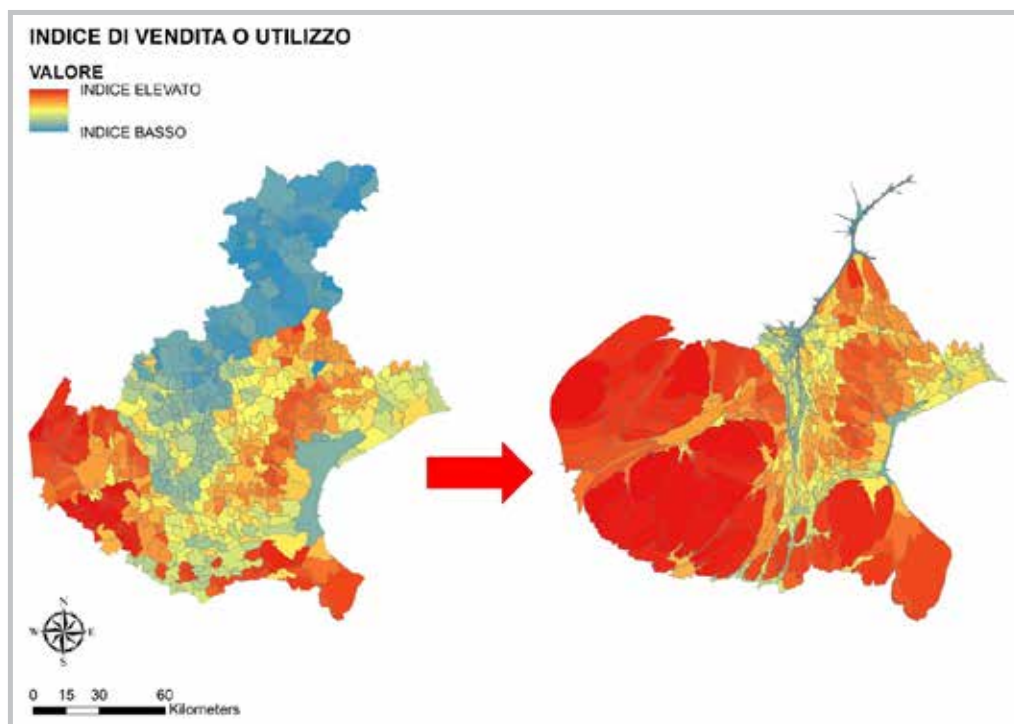 INDICE DI VENDITA O UTILIZZO
VALORE
INDICE ELEVATO
INDICE BASSO
N
W E
S
0 15 30 60
Kilometers